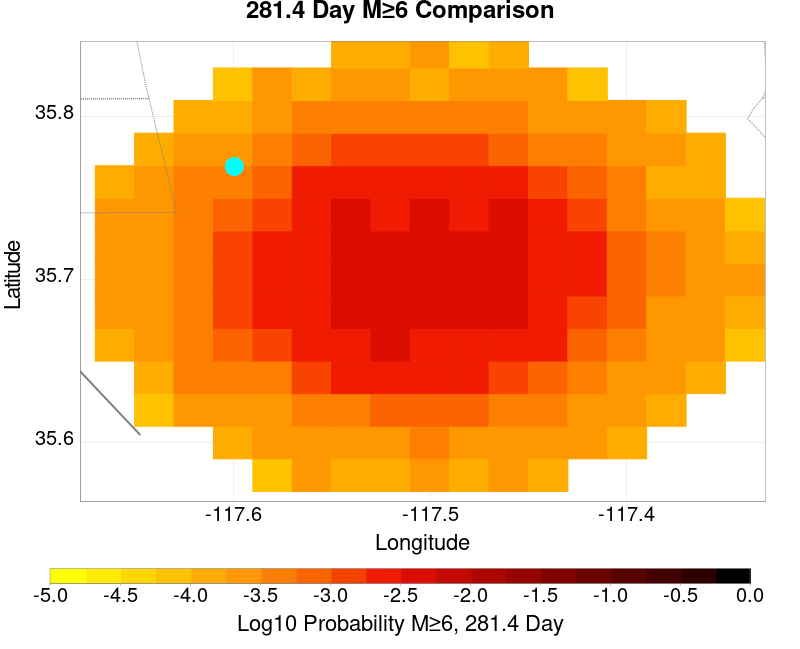 281.4 Day M≥6 Comparison
35.8
35.7
35.6
Latitude
-117.6 -117.5 -117.4
Longitude
-5.0 -4.5 -4.0 -3.5 -3.0 -2.5 -2.0 -1.5 -1.0 -0.5 0.0
Log10 Probability M≥6, 281.4 Day